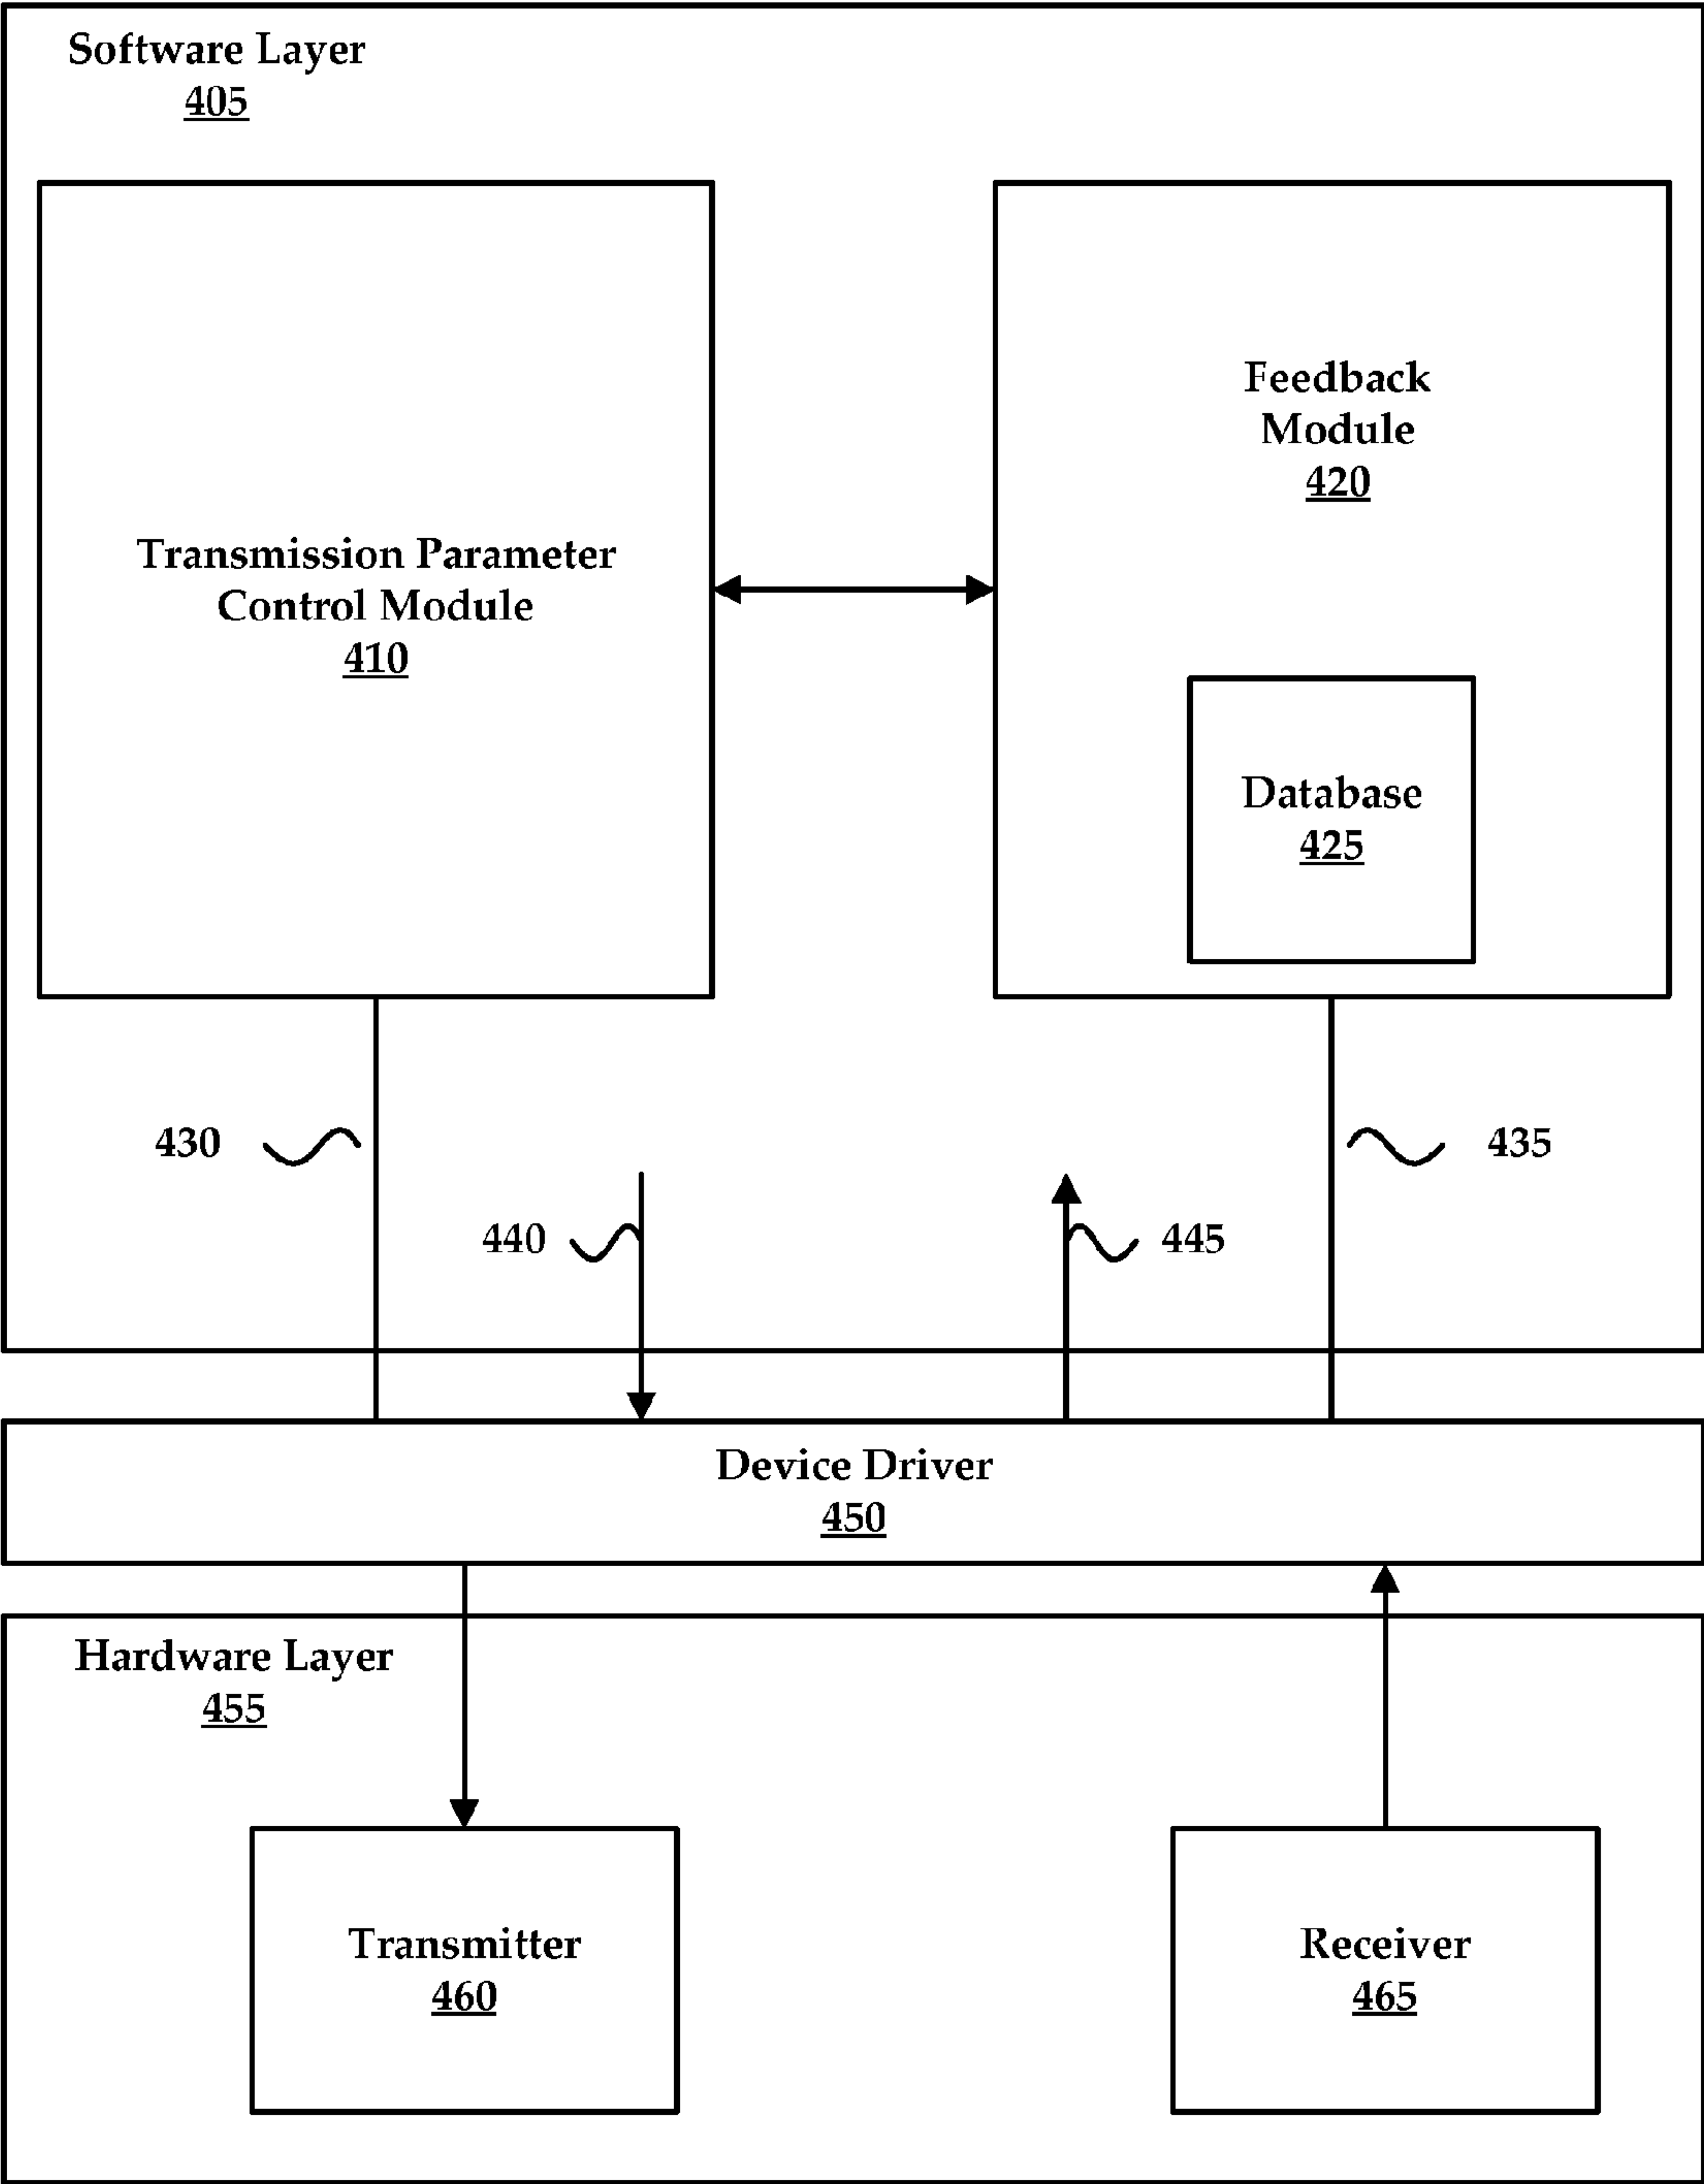 Software Layer
405
Transmission Parameter
Control Module
410
Feedback
Module
420
Database
425
430
435
440
445
Device Driver
450
Hardware Layer
455
Transmitter
460
Receiver
465